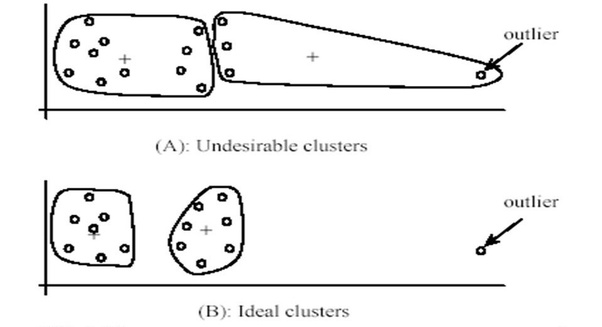 outlier
(A): Undesirable clusters
outlier
(B): Ideal clusters